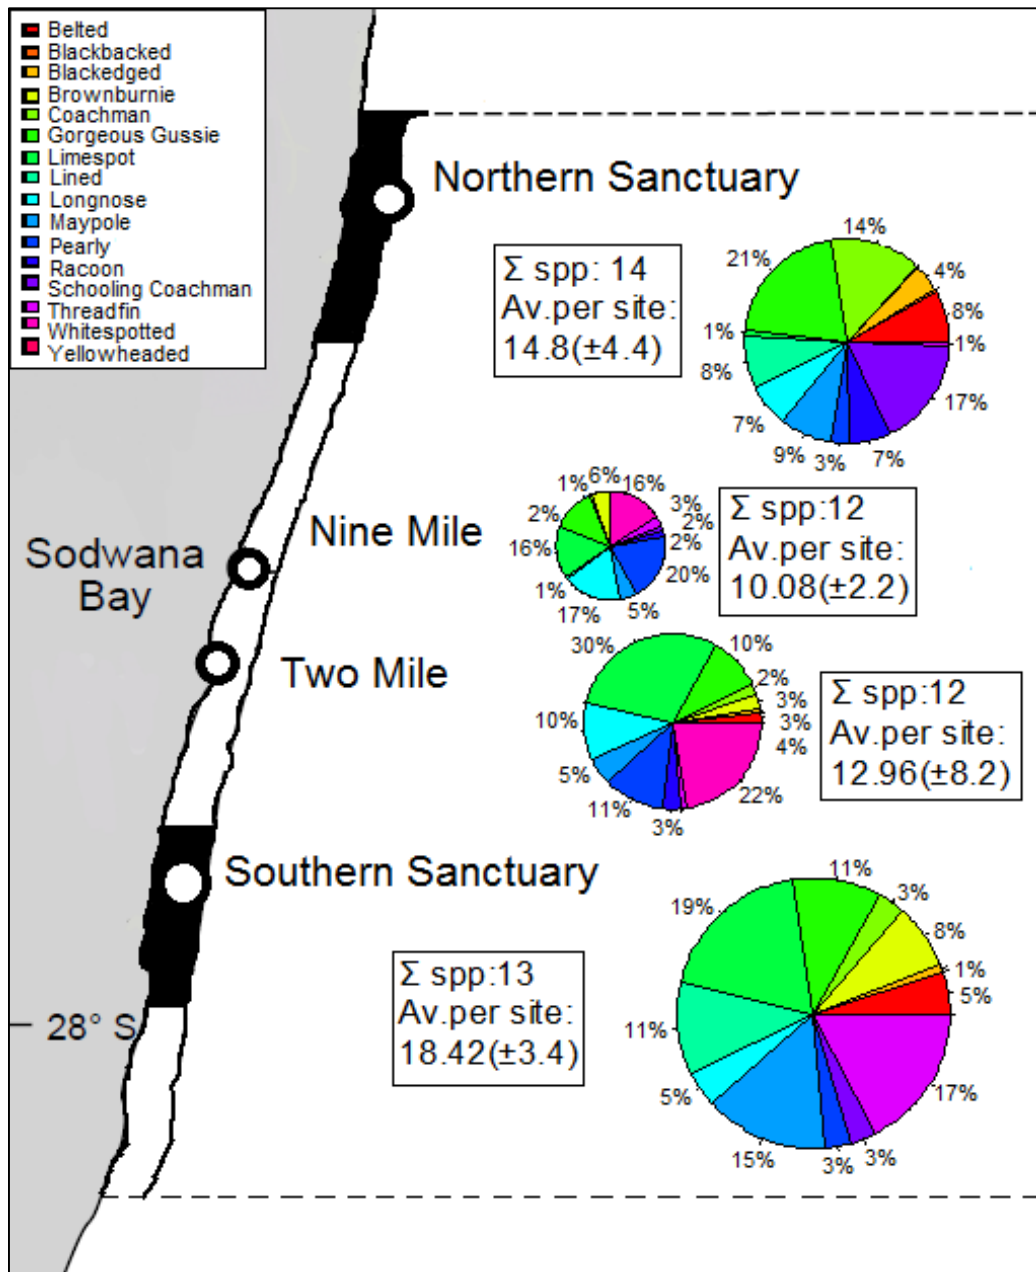 Belted
Blackbacked
Blackedged
Brownburnie
Coachman
Gorgeous Gussie
Limespot
Lined
Longnose
Maypole
Pearly
Racoon
Schooling Coachman
Threadfin
Whitespotted
Yellowheaded
Northern Sanctuary
Σ spp: 14
Av.per site:
14.8(±4.4)
14%
4%
21%
8%
1%
1%
8%
17%
7%
9%
3%
7%
Nine Mile
1%
6%
16%
3%
2%
2%
2%
16%
20%
1%
17%
5%
Σ spp:12
Av.per site:
10.08(±2.2)
Sodwana
Bay
Two Mile
30%
10%
2%
3%
3%
4%
10%
5%
11%
3%
22%
Σ spp:12
Av.per site:
12.96(±8.2)
Southern Sanctuary
11%
3%
19%
8%
1%
5%
11%
17%
5%
15%
3%
3%
Σ spp:13
Av.per site:
18.42(±3.4)
28° S